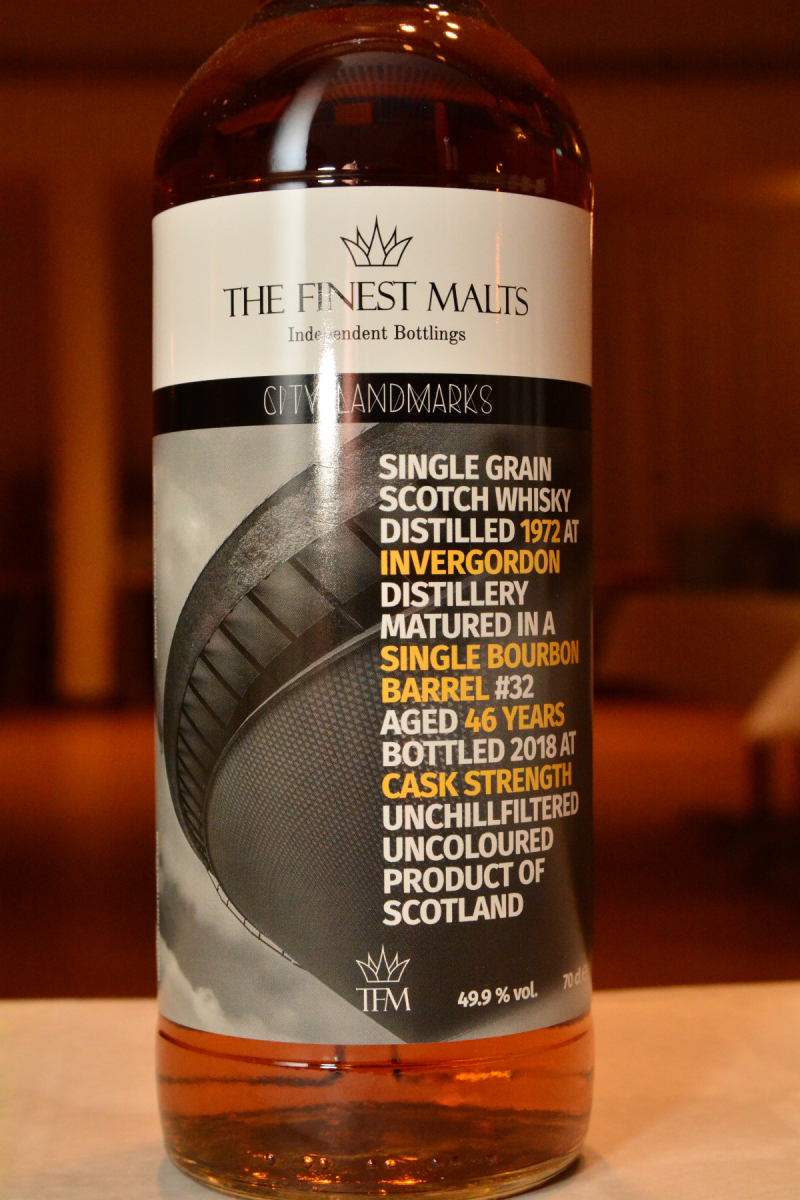 THE FINEST MALTS
Independent Bottlings
CITY LANDMARKS
SINGLE GRAIN
SCOTCH WHISKY
DISTILLED 1972 AT
INVERGORDON
DISTILLERY
MATURED IN A
SINGLE BOURBON
BARREL #32
AGED 46 YEARS
BOTTLED 2018 AT
CASK STRENGTH
UNCHILLFILTERED
UNCOLOURED
PRODUCT OF
SCOTLAND
TFM
49.9 % vol.
70 cl e